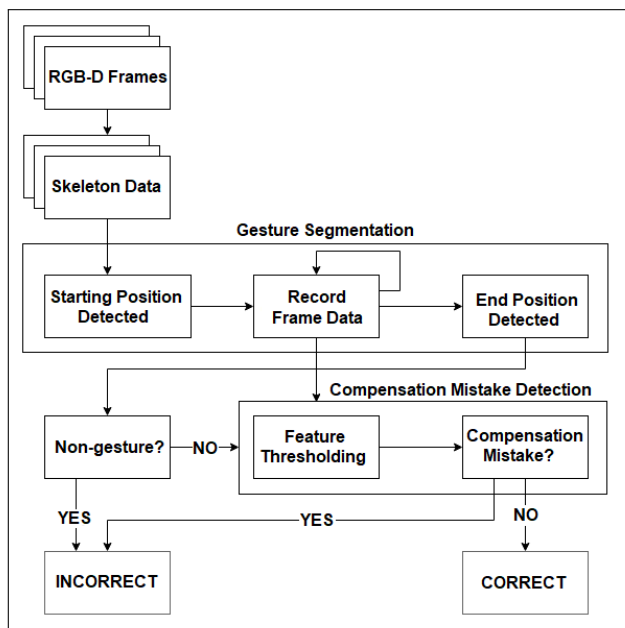 RGB-D Frames
Skeleton Data
Gesture Segmentation
Starting Position
Detected
Record
Frame Data
End Position
Detected
Compensation Mistake Detection
Non-gesture?
NO
Feature
Thresholding
Compensation
Mistake?
YES
YES
NO
INCORRECT
CORRECT